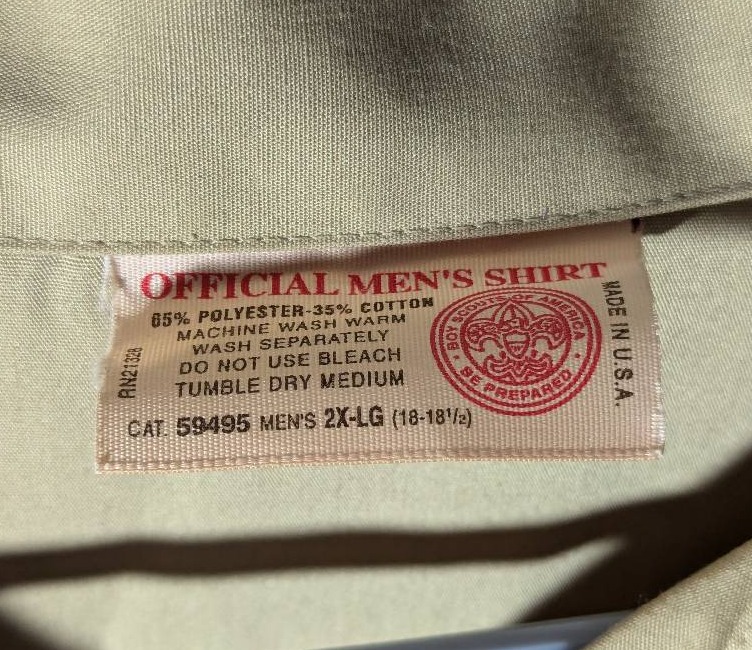 OFFICIAL MEN'S SHIRT
65% POLYESTER-35% COTTON
MACHINE WASH WARM
WASH SEPARATELY
DO NOT USE BLEACH
TUMBLE DRY MEDIUM
CAT. 59495 MEN'S 2X-LG (18-18½)
RN21328
BOY SCOUTS OF AMERICA
• BE PREPARED •
MADE IN U.S.A.